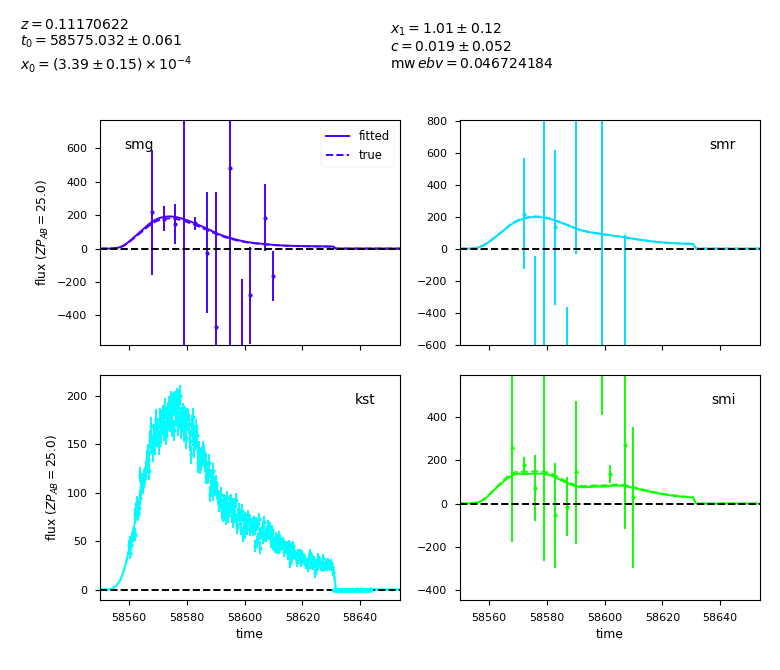 z = 0.11170622
t₀ = 58575.032 ± 0.061
x₀ = (3.39 ± 0.15) × 10⁻⁴
x₁ = 1.01 ± 0.12
c = 0.019 ± 0.052
mw ebv = 0.046724184
smg
fitted
true
600
400
200
0
−200
−400
flux (ZP_AB = 25.0)
smr
800
600
400
200
0
−200
−400
−600
kst
200
150
100
50
0
flux (ZP_AB = 25.0)
58560 58580 58600 58620 58640
time
smi
400
200
0
−200
−400
58560 58580 58600 58620 58640
time